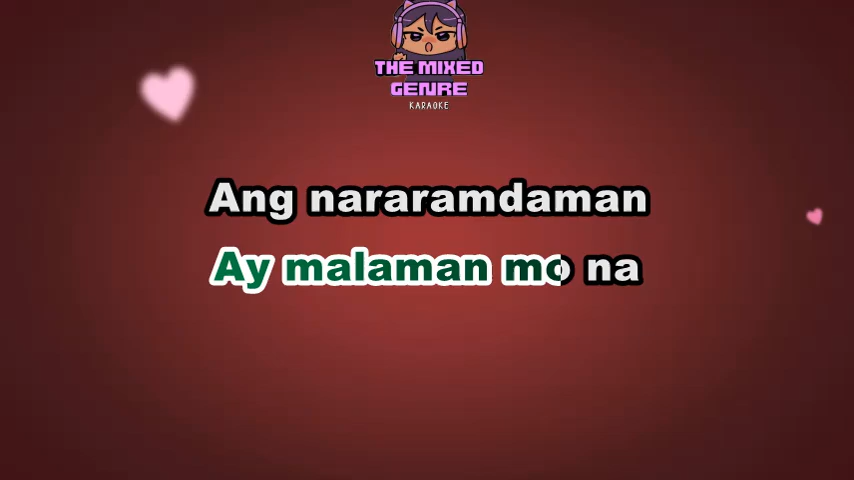 THE MIXED
GENRE
KARAOKE
Ang nararamdaman
Ay malaman mo na